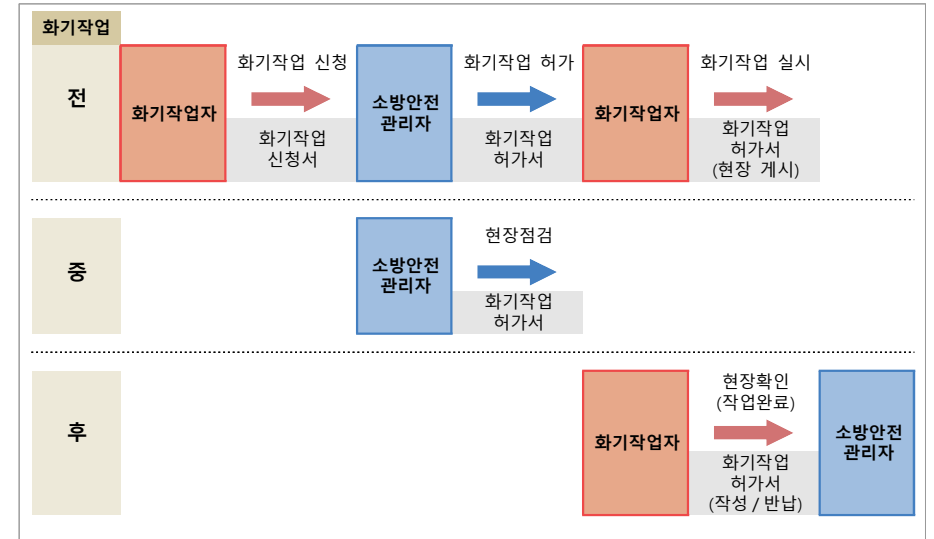 화기작업
전
화기작업자
화기작업 신청
화기작업
신청서
소방안전
관리자
화기작업 허가
화기작업
허가서
화기작업자
화기작업 실시
화기작업
허가서
(현장 게시)
중
소방안전
관리자
현장점검
화기작업
허가서
후
화기작업자
현장확인
(작업완료)
화기작업
허가서
(작성 / 반납)
소방안전
관리자